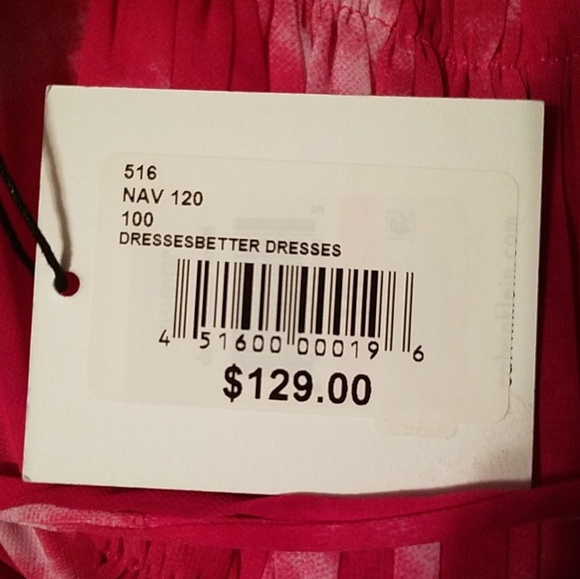 516
NAV 120
100
DRESSESBETTER DRESSES
4 51600 00019 6
$129.00